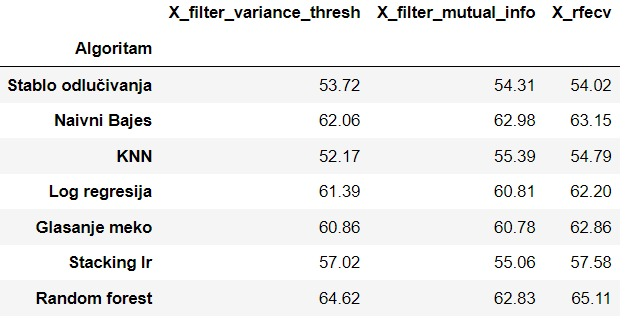 X_filter_variance_thresh X_filter_mutual_info X_rfecv
Algoritam
Stablo odlučivanja 53.72 54.31 54.02
Naivni Bajes 62.06 62.98 63.15
KNN 52.17 55.39 54.79
Log regresija 61.39 60.81 62.20
Glasanje meko 60.86 60.78 62.86
Stacking lr 57.02 55.06 57.58
Random forest 64.62 62.83 65.11